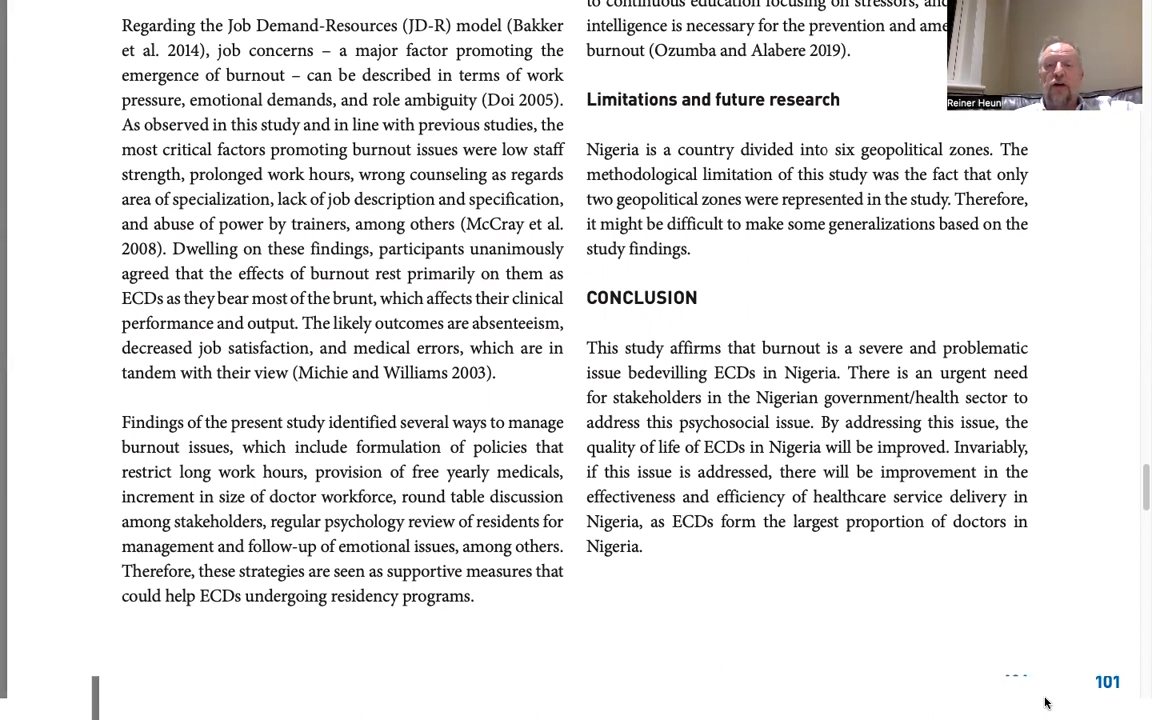 Regarding the Job Demand-Resources (JD-R) model (Bakker
et al. 2014), job concerns – a major factor promoting the
emergence of burnout – can be described in terms of work
pressure, emotional demands, and role ambiguity (Doi 2005).
As observed in this study and in line with previous studies, the
most critical factors promoting burnout issues were low staff
strength, prolonged work hours, wrong counseling as regards
area of specialization, lack of job description and specification,
and abuse of power by trainers, among others (McCray et al.
2008). Dwelling on these findings, participants unanimously
agreed that the effects of burnout rest primarily on them as
ECDs as they bear most of the brunt, which affects their clinical
performance and output. The likely outcomes are absenteeism,
decreased job satisfaction, and medical errors, which are in
tandem with their view (Michie and Williams 2003).
Findings of the present study identified several ways to manage
burnout issues, which include formulation of policies that
restrict long work hours, provision of free yearly medicals,
increment in size of doctor workforce, round table discussion
among stakeholders, regular psychology review of residents for
management and follow-up of emotional issues, among others.
Therefore, these strategies are seen as supportive measures that
could help ECDs undergoing residency programs.
to continuous education focusing on stressors, and
intelligence is necessary for the prevention and ame
burnout (Ozumba and Alabere 2019).
Limitations and future research
Nigeria is a country divided into six geopolitical zones. The
methodological limitation of this study was the fact that only
two geopolitical zones were represented in the study. Therefore,
it might be difficult to make some generalizations based on the
study findings.
CONCLUSION
This study affirms that burnout is a severe and problematic
issue bedevilling ECDs in Nigeria. There is an urgent need
for stakeholders in the Nigerian government/health sector to
address this psychosocial issue. By addressing this issue, the
quality of life of ECDs in Nigeria will be improved. Invariably,
if this issue is addressed, there will be improvement in the
effectiveness and efficiency of healthcare service delivery in
Nigeria, as ECDs form the largest proportion of doctors in
Nigeria.
101
Reiner Heun